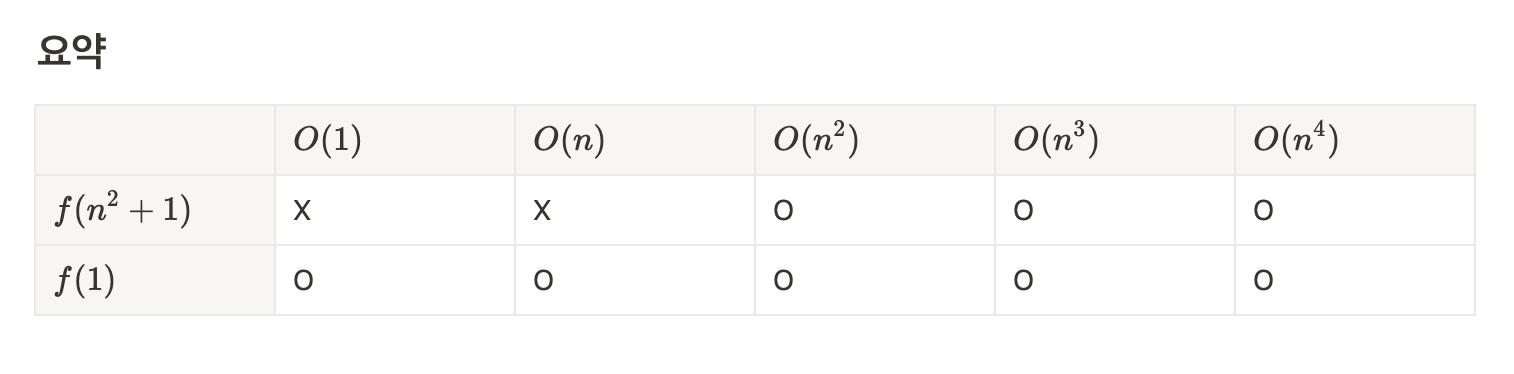 요약
O(1) O(n) O(n²) O(n³) O(n⁴)
f(n² + 1) X X O O O
f(1) O O O O O